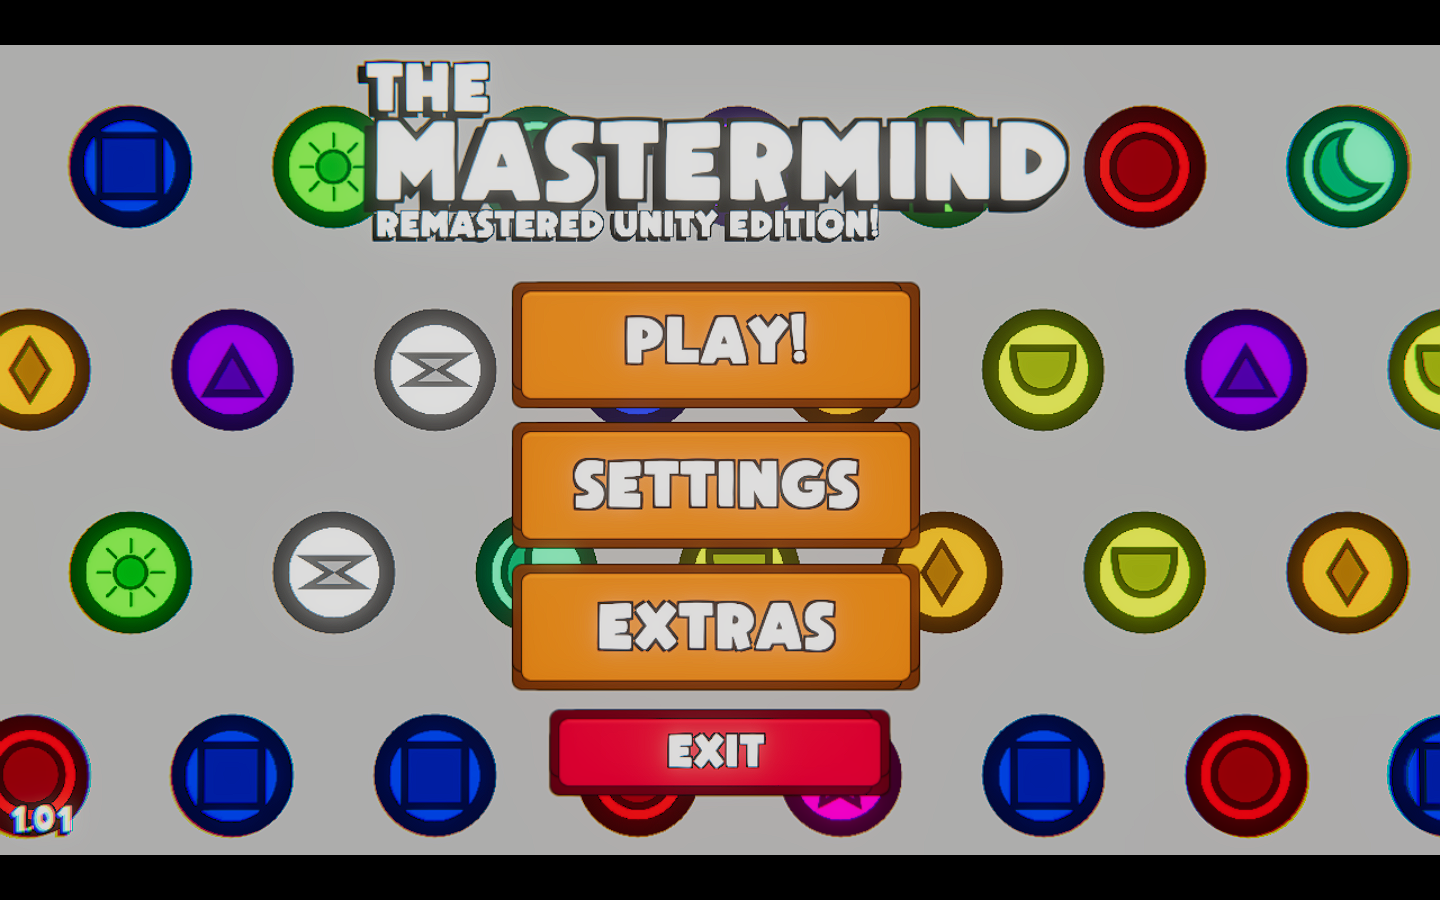 THE
MASTERMIND
REMASTERED UNITY EDITION!
PLAY!
SETTINGS
EXTRAS
EXIT
1.01